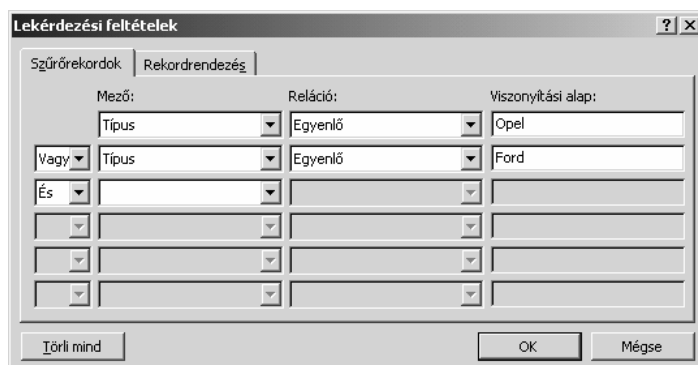 Lekérdezési feltételek
Szűrőrekordok Rekordrendezés
Mező: Reláció: Viszonyítási alap:
Típus Egyenlő Opel
Vagy Típus Egyenlő Ford
És
Törli mind OK Mégse